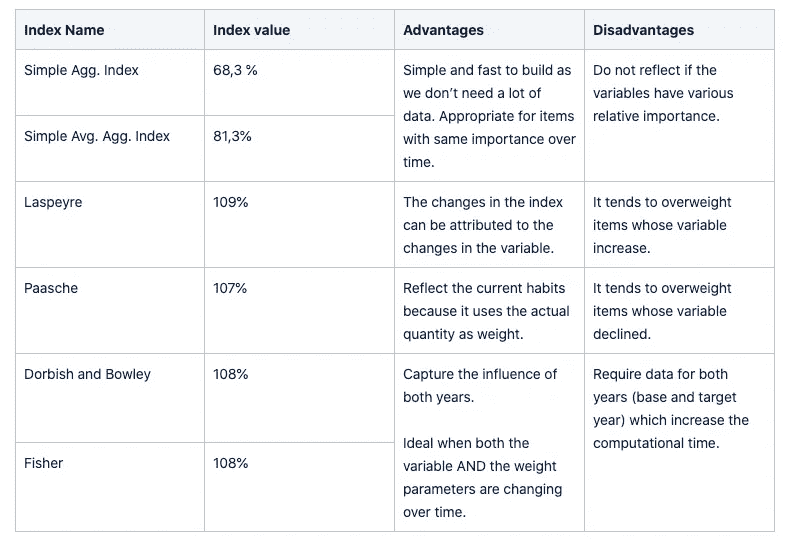 Index Name
Index value
Advantages
Disadvantages
Simple Agg. Index
68,3 %
Simple and fast to build as
we don’t need a lot of
data. Appropriate for items
with same importance over
time.
Do not reflect if the
variables have various
relative importance.
Simple Avg. Agg. Index
81,3%
Laspeyre
109%
The changes in the index
can be attributed to the
changes in the variable.
It tends to overweight
items whose variable
increase.
Paasche
107%
Reflect the current habits
because it uses the actual
quantity as weight.
It tends to overweight
items whose variable
declined.
Dorbish and Bowley
108%
Capture the influence of
both years.
Ideal when both the
variable AND the weight
parameters are changing
over time.
Require data for both
years (base and target
year) which increase the
computational time.
Fisher
108%